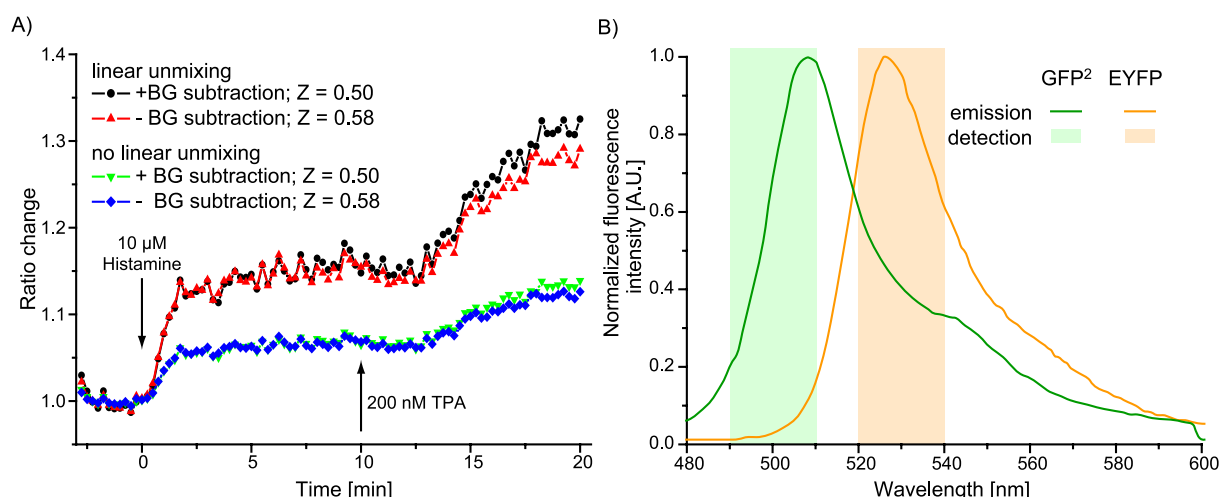 A)
1.4
1.3
1.2
1.1
1.0
Ratio change
linear unmixing
+BG subtraction; Z = 0.50
- BG subtraction; Z = 0.58
no linear unmixing
+ BG subtraction; Z = 0.50
- BG subtraction; Z = 0.58
10 µM
Histamine
200 nM TPA
0 5 10 15 20
Time [min]
B)
1.0
0.8
0.6
0.4
0.2
0.0
Normalized fluorescence
intensity [A.U.]
GFP² EYFP
emission
detection
480 500 520 540 560 580 600
Wavelength [nm]